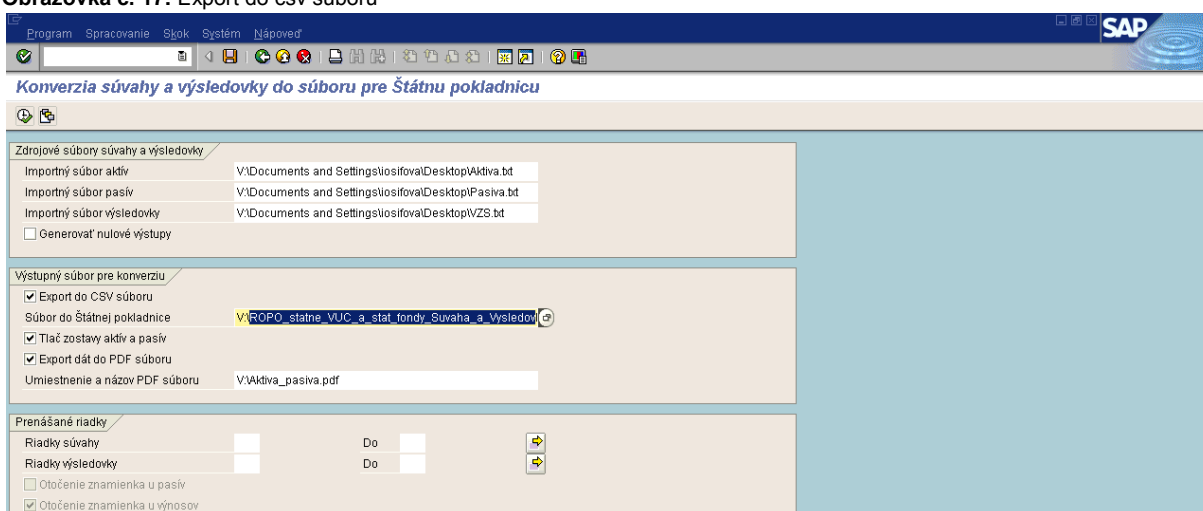 Obrazovka č. 17: Export do csv súboru
Program Spracovanie Skok Systém Nápoveď
SAP
Konverzia súvahy a výsledovky do súboru pre Štátnu pokladnicu
Zdrojové súbory súvahy a výsledovky
Importný súbor aktív V:\Documents and Settings\iosifova\Desktop\Aktiva.txt
Importný súbor pasív V:\Documents and Settings\iosifova\Desktop\Pasiva.txt
Importný súbor výsledovky V:\Documents and Settings\iosifova\Desktop\VZS.txt
Generovať nulové výstupy
Výstupný súbor pre konverziu
Export do CSV súboru
Súbor do Štátnej pokladnice V:\ROPO_statne_VUC_a_stat_fondy_Suvaha_a_Vysledov
Tlač zostavy aktív a pasív
Export dát do PDF súboru
Umiestnenie a názov PDF súboru V:\Aktiva_pasiva.pdf
Prenášané riadky
Riadky súvahy Do
Riadky výsledovky Do
Otočenie znamienka u pasív
Otočenie znamienka u výnosov